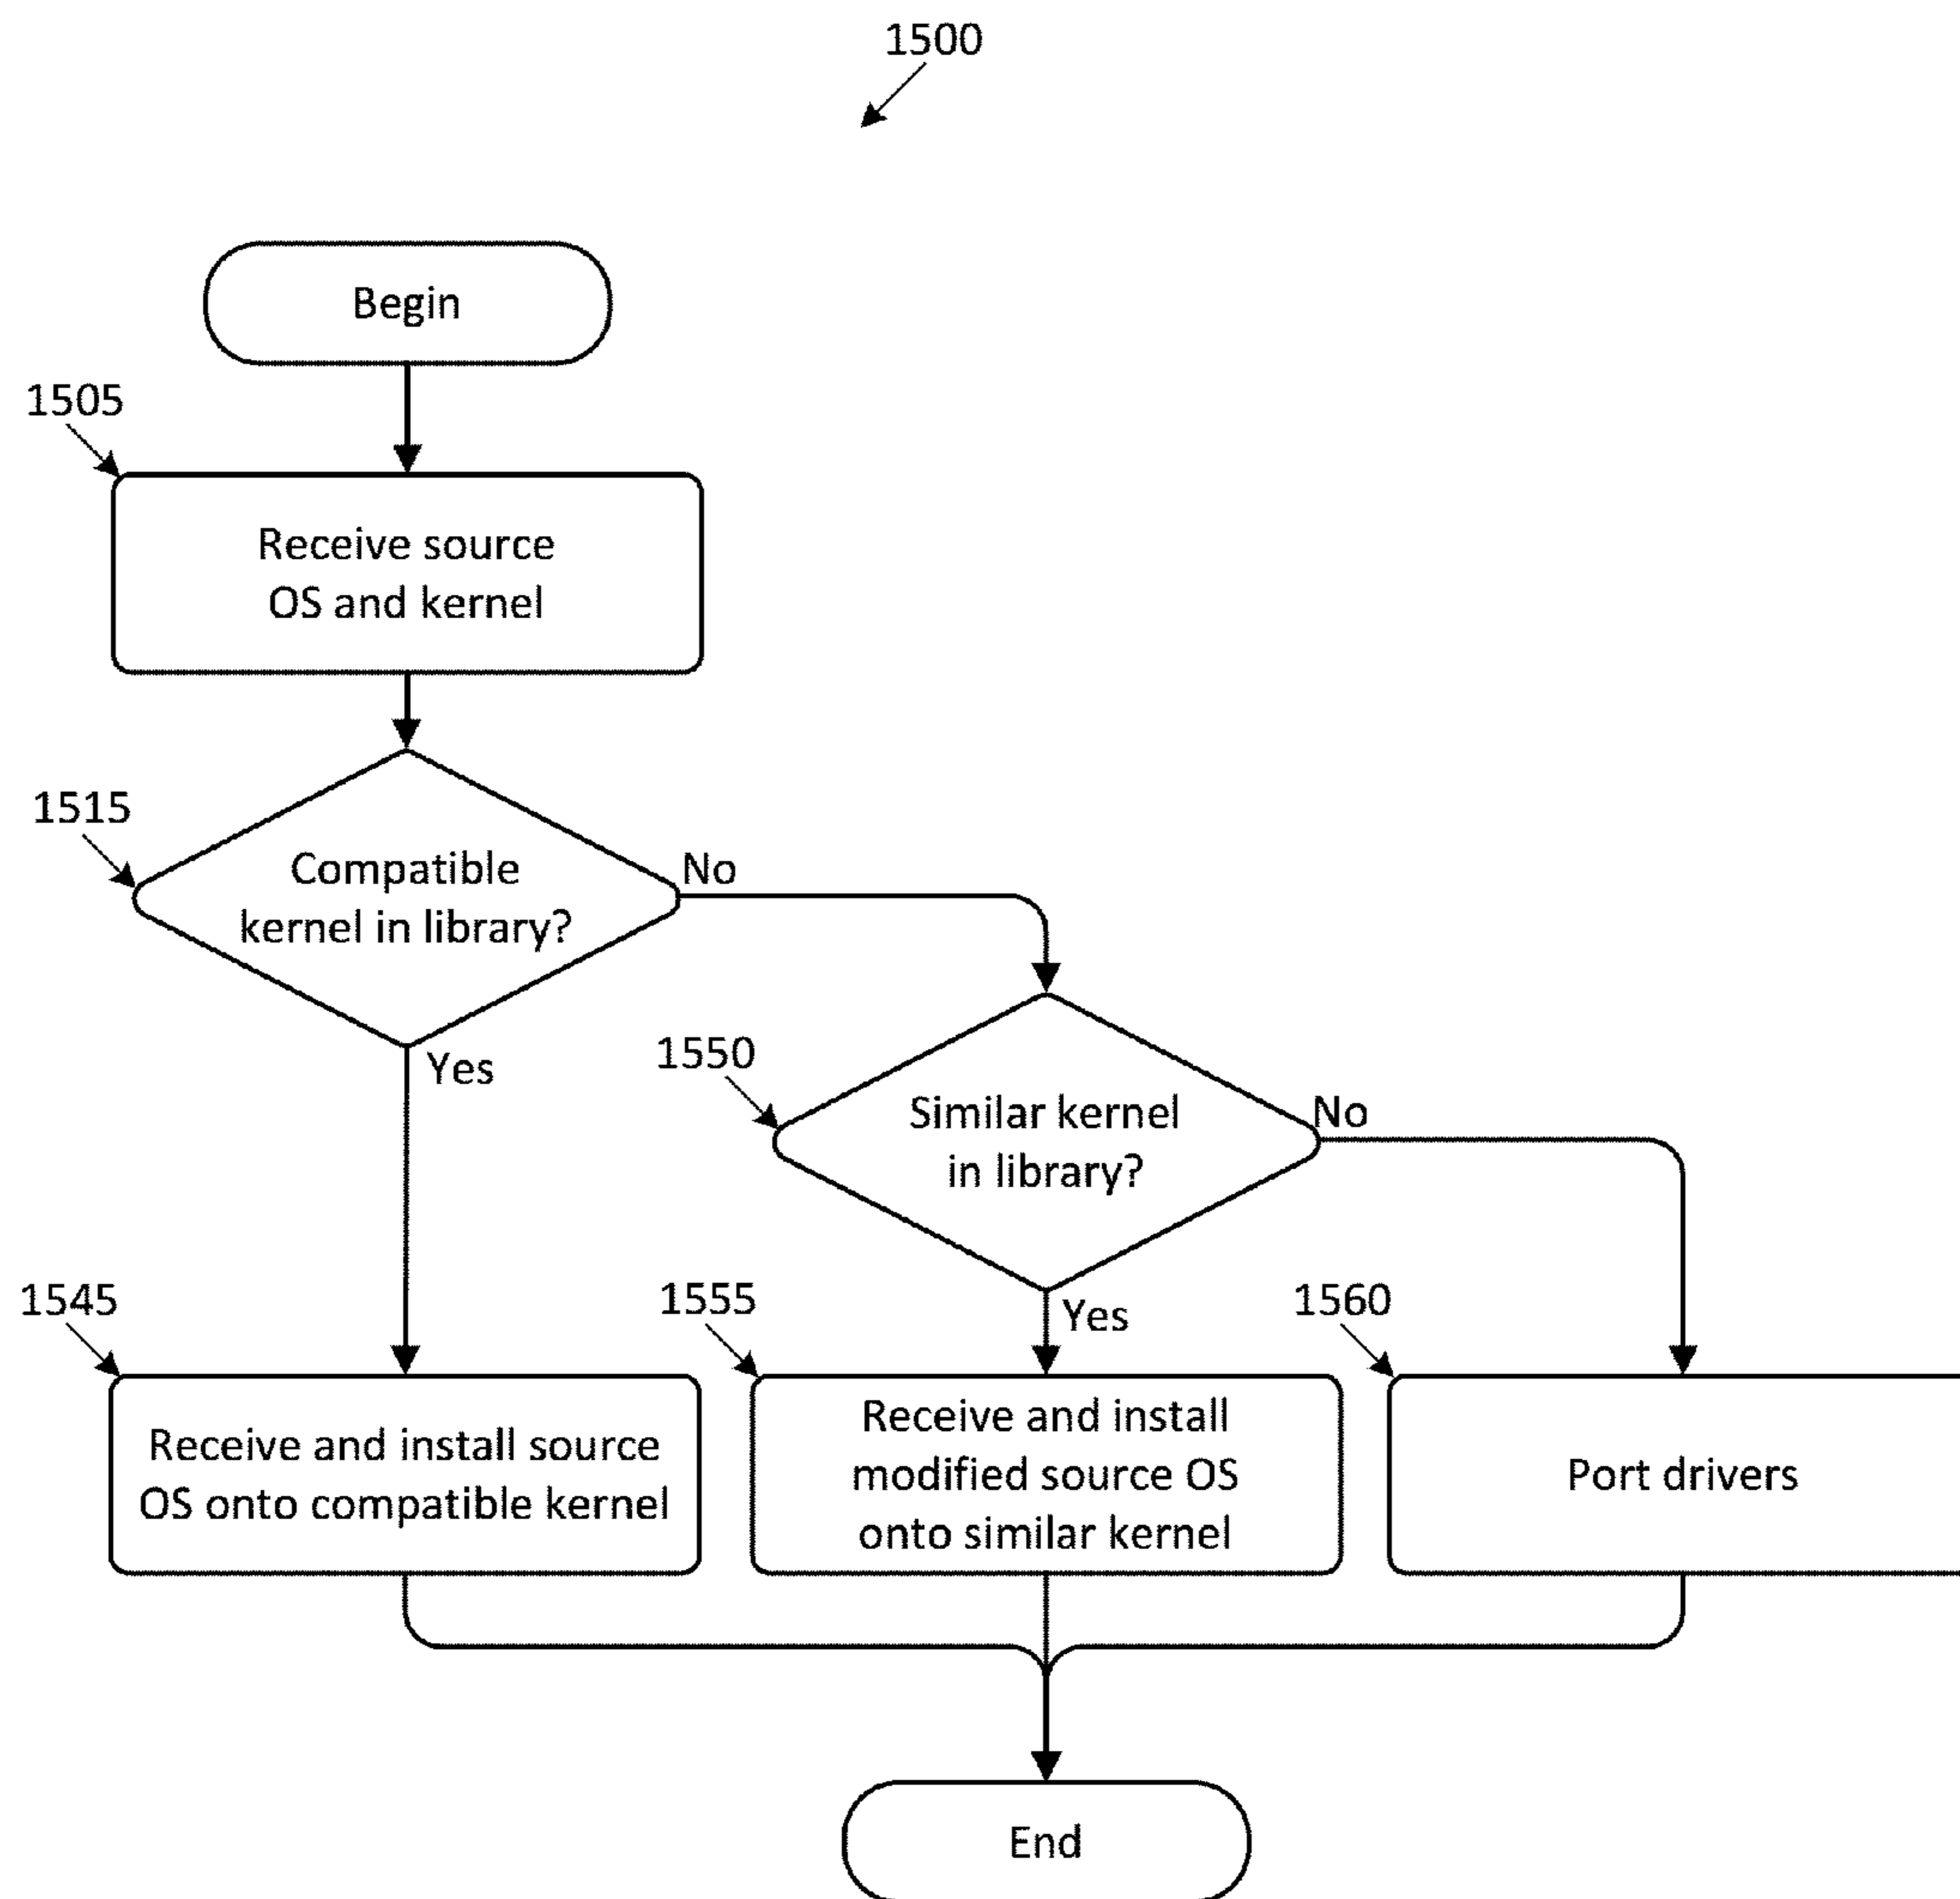 1500
Begin
1505
Receive source
OS and kernel
1515
Compatible
kernel in library?
No
Yes
1550
Similar kernel
in library?
No
Yes
1545
Receive and install source
OS onto compatible kernel
1555
Receive and install
modified source OS
onto similar kernel
1560
Port drivers
End